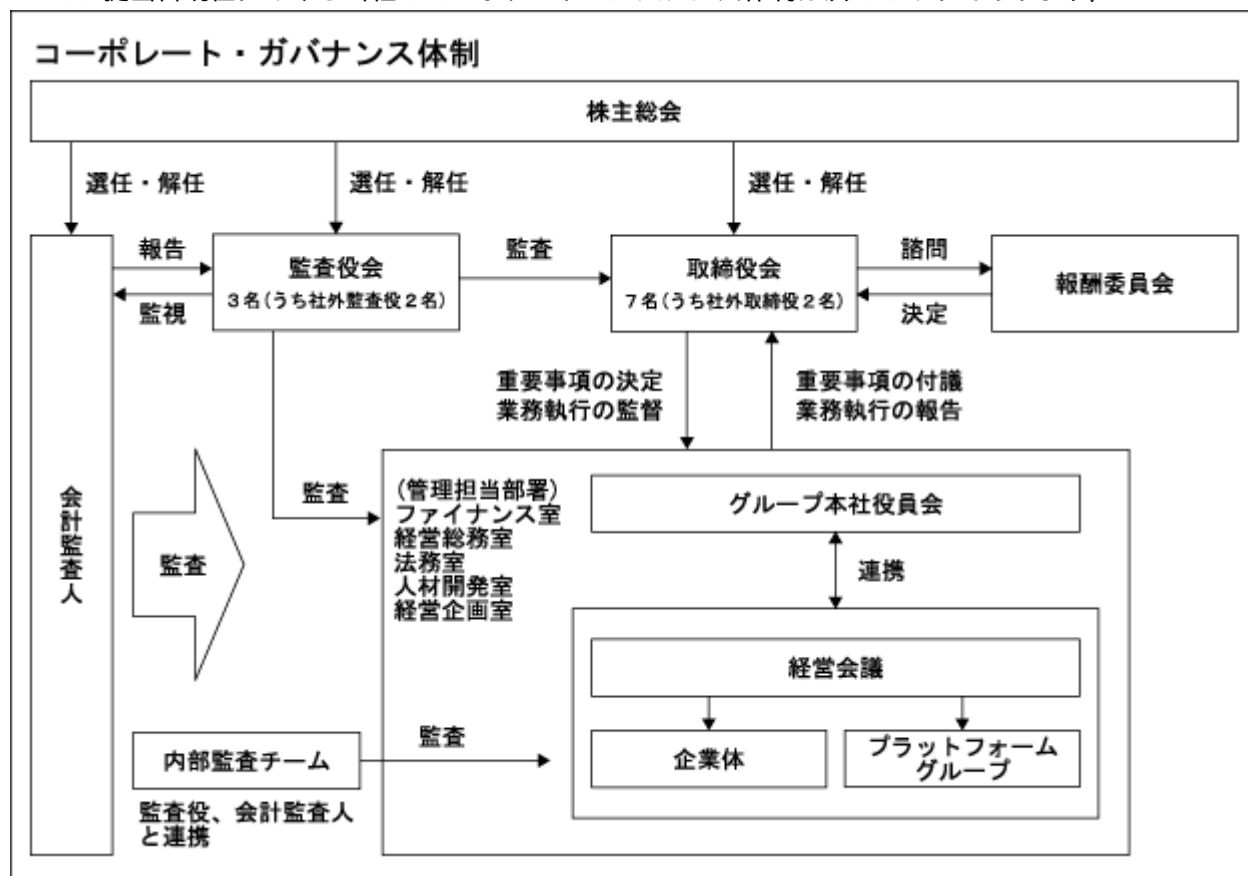 コーポレート・ガバナンス体制
株主総会
選任・解任
選任・解任
選任・解任
報告
監視
監査役会
3名(うち社外監査役2名)
監査
取締役会
7名(うち社外取締役2名)
諮問
決定
報酬委員会
重要事項の決定
業務執行の監督
重要事項の付議
業務執行の報告
会計監査人
監査
監査
(管理担当部署)
ファイナンス室
経営総務室
法務室
人材開発室
経営企画室
グループ本社役員会
連携
経営会議
企業体
プラットフォーム
グループ
内部監査チーム
監査
監査役、会計監査人
と連携